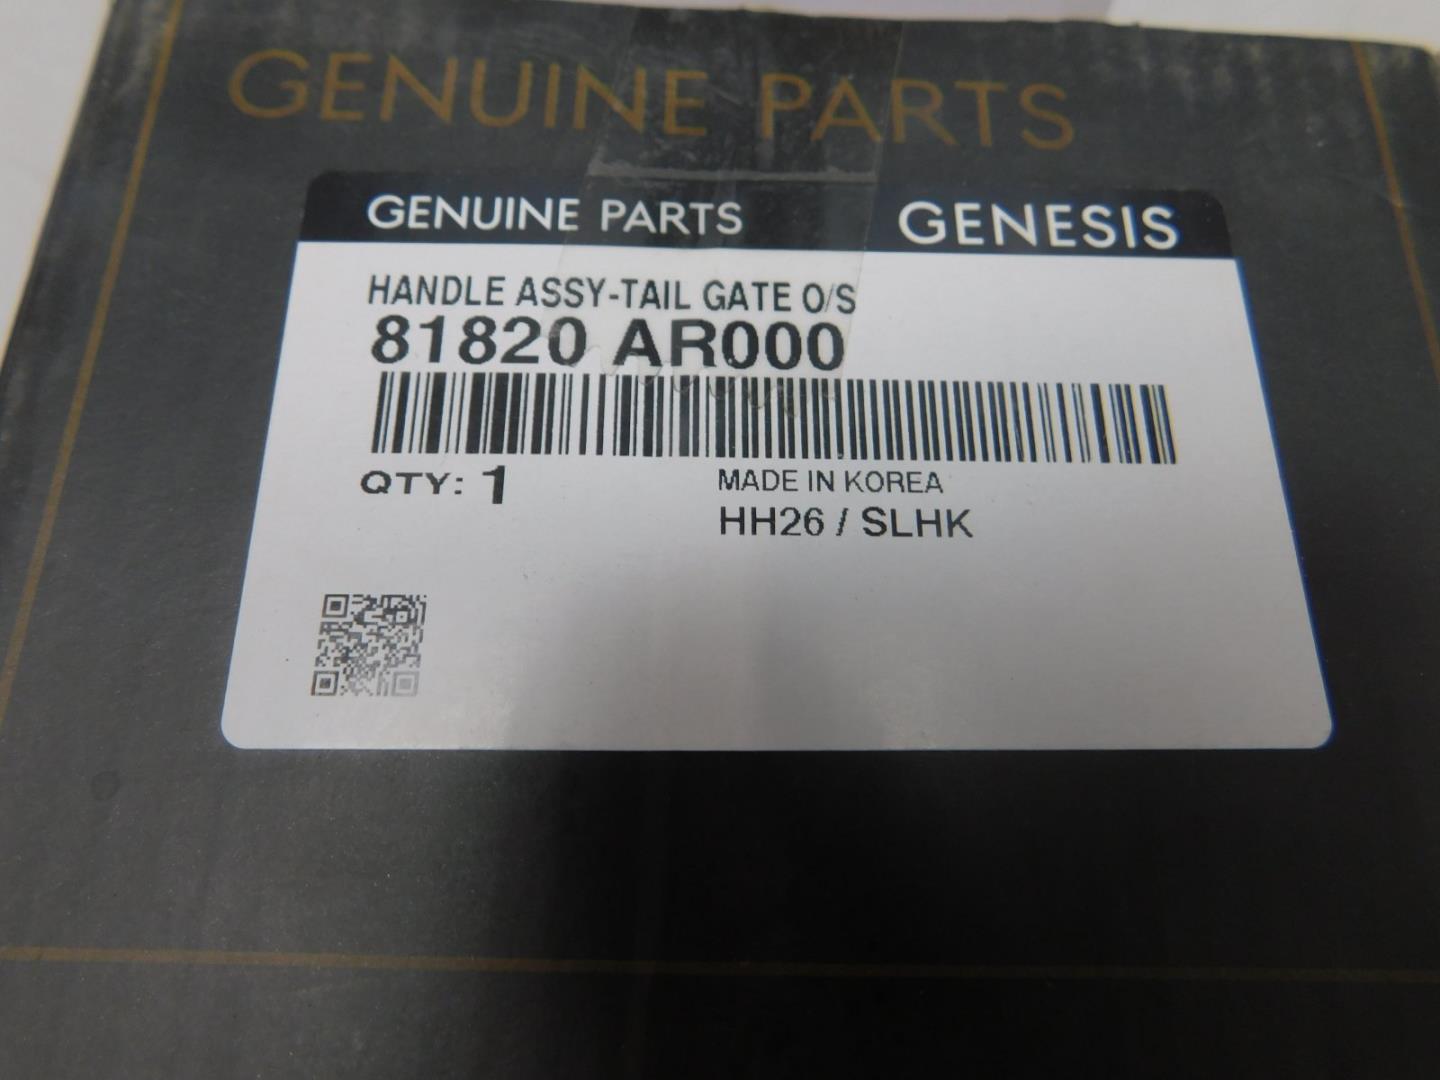 GENUINE PARTS
GENUINE PARTS GENESIS
HANDLE ASSY-TAIL GATE O/S
81820 AR000
QTY: 1 MADE IN KOREA
HH26 / SLHK